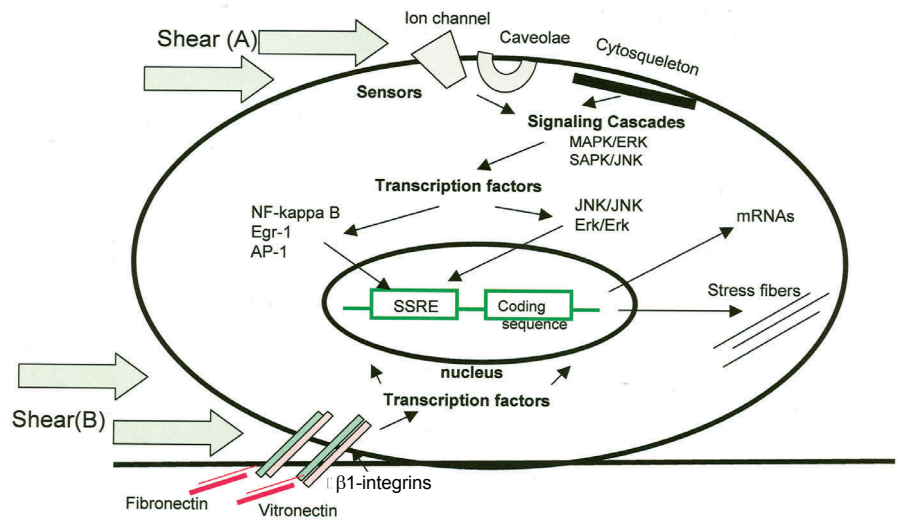 Ion channel
Shear (A)
Caveolae
Cytosqueleton
Sensors
Signaling Cascades
MAPK/ERK
SAPK/JNK
Transcription factors
NF-kappa B
Egr-1
AP-1
JNK/JNK
Erk/Erk
mRNAs
Stress fibers
SSRE
Coding
sequence
nucleus
Transcription factors
Shear(B)
β1-integrins
Fibronectin
Vitronectin